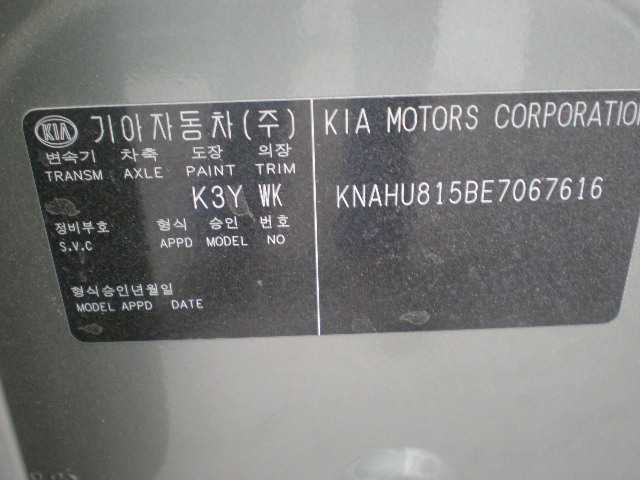 KIA 기아자동차(주)
변속기 차축 도장 의장
TRANSM AXLE PAINT TRIM
K3Y WK
정비부호 형식 승인 번호
S.V.C APPD MODEL NO
형식승인년월일
MODEL APPD DATE
KIA MOTORS CORPORATION
KNAHU815BE7067616